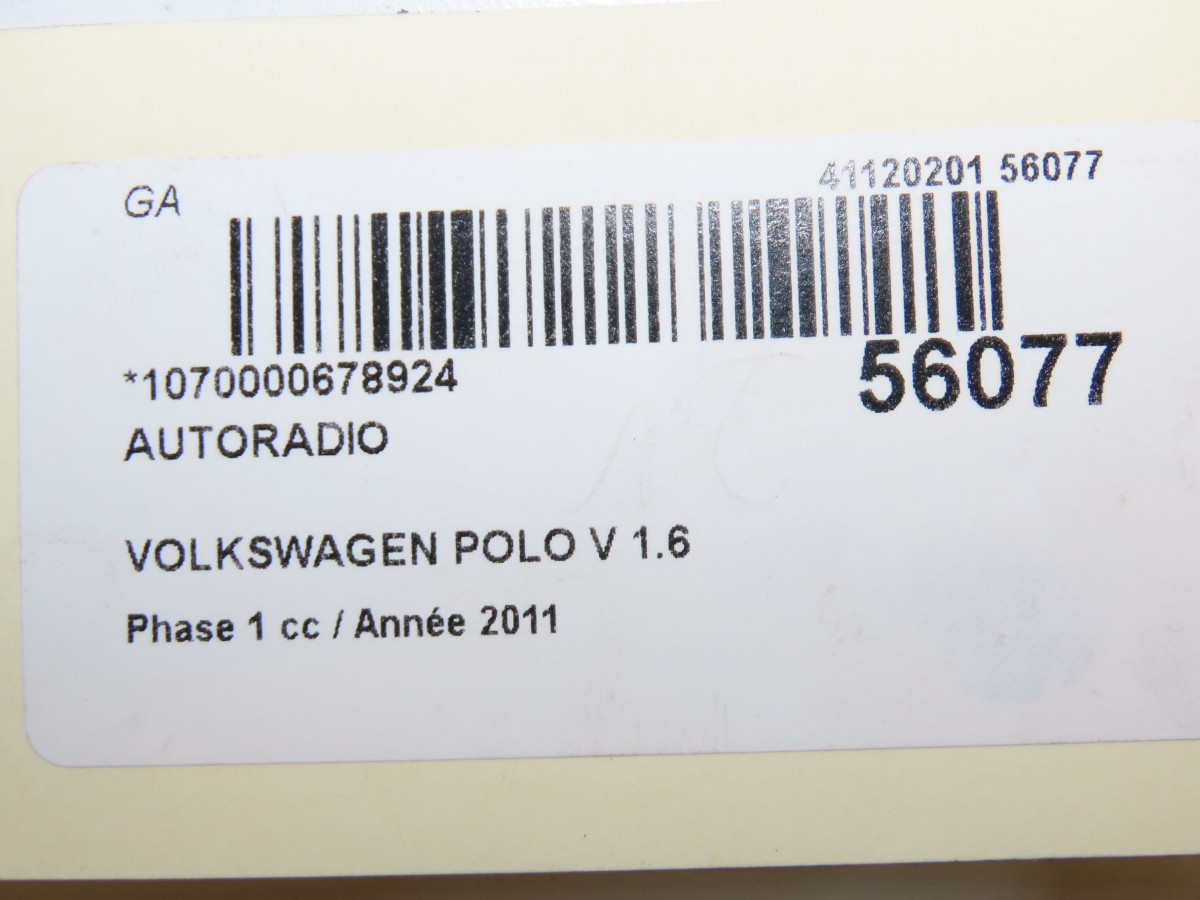 GA
41120201 56077
*1070000678924
56077
AUTORADIO
VOLKSWAGEN POLO V 1.6
Phase 1 cc / Année 2011